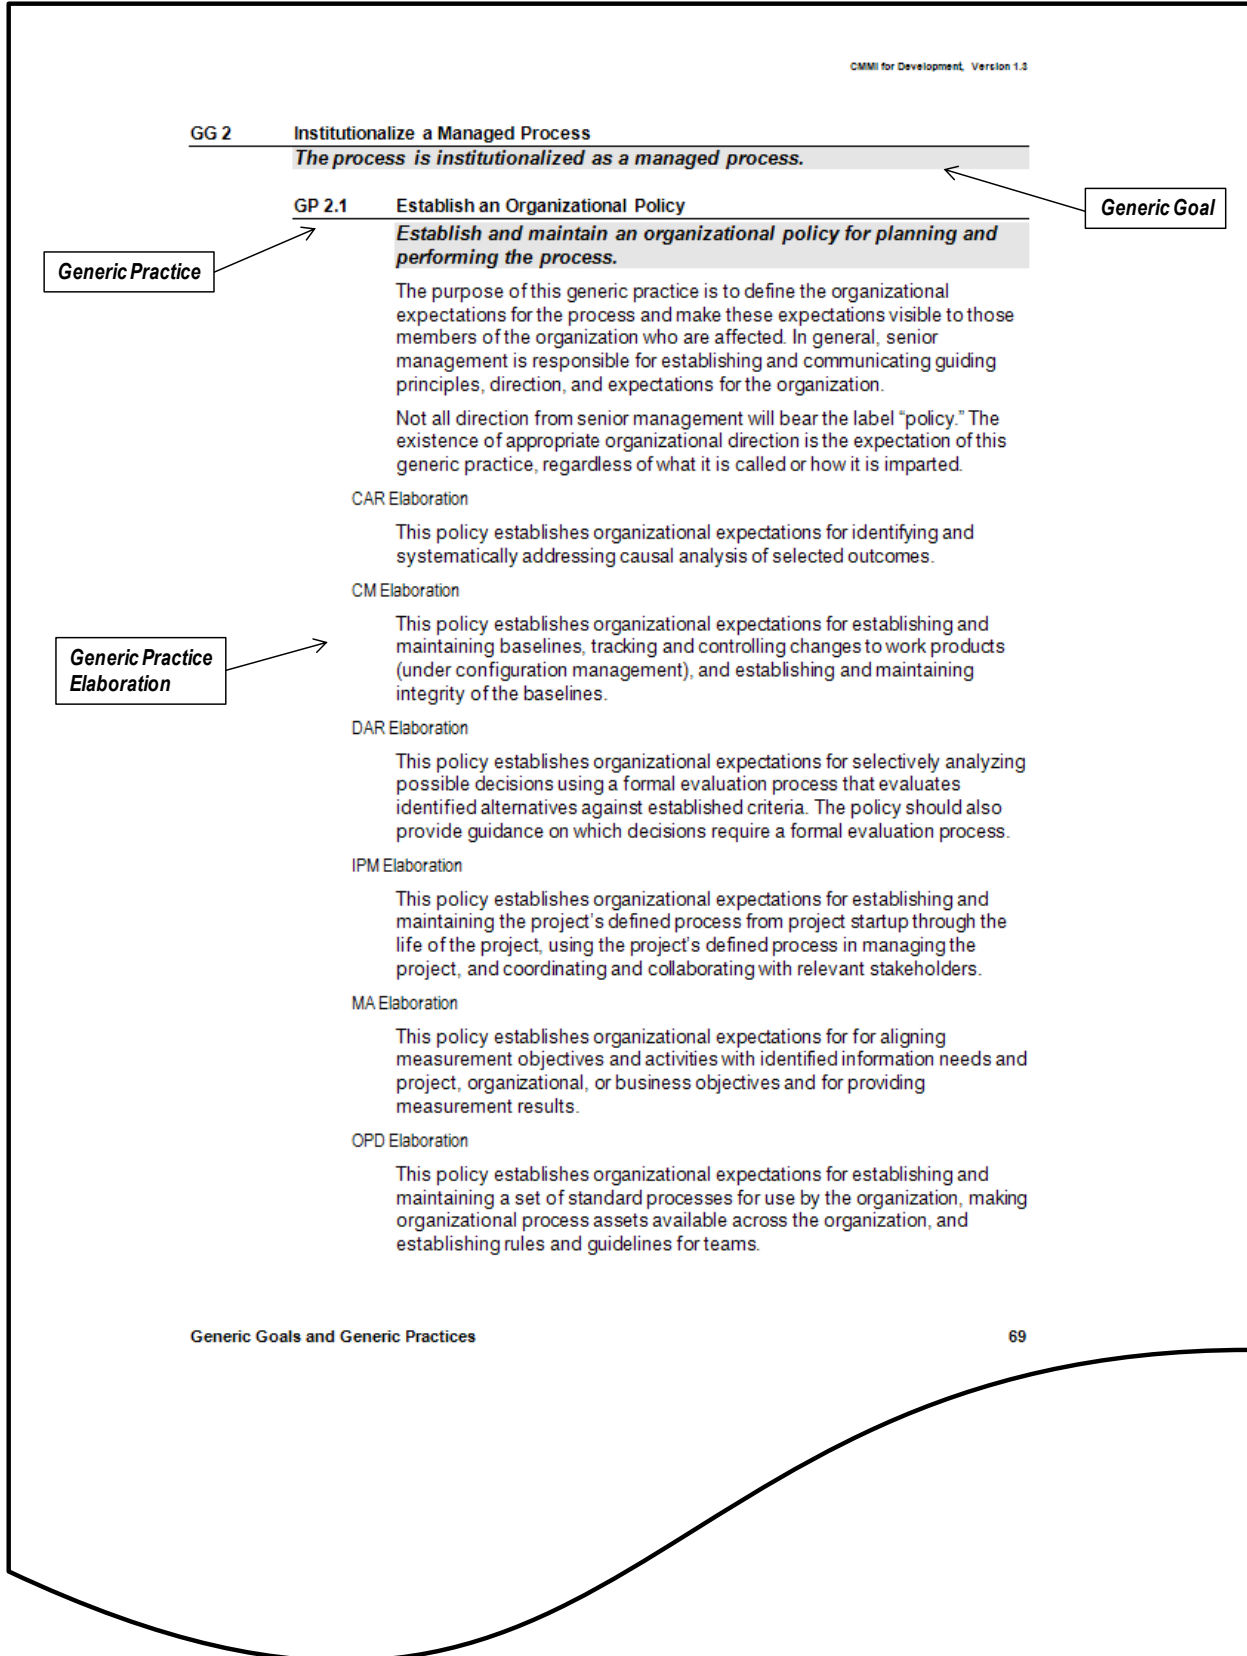 CMMI for Development, Version 1.3
GG 2 Institutionalize a Managed Process
The process is institutionalized as a managed process.
Generic Goal
GP 2.1 Establish an Organizational Policy
Establish and maintain an organizational policy for planning and
performing the process.
Generic Practice
The purpose of this generic practice is to define the organizational
expectations for the process and make these expectations visible to those
members of the organization who are affected. In general, senior
management is responsible for establishing and communicating guiding
principles, direction, and expectations for the organization.
Not all direction from senior management will bear the label “policy.” The
existence of appropriate organizational direction is the expectation of this
generic practice, regardless of what it is called or how it is imparted.
CAR Elaboration
This policy establishes organizational expectations for identifying and
systematically addressing causal analysis of selected outcomes.
CM Elaboration
This policy establishes organizational expectations for establishing and
maintaining baselines, tracking and controlling changes to work products
(under configuration management), and establishing and maintaining
integrity of the baselines.
Generic Practice
Elaboration
DAR Elaboration
This policy establishes organizational expectations for selectively analyzing
possible decisions using a formal evaluation process that evaluates
identified alternatives against established criteria. The policy should also
provide guidance on which decisions require a formal evaluation process.
IPM Elaboration
This policy establishes organizational expectations for establishing and
maintaining the project’s defined process from project startup through the
life of the project, using the project’s defined process in managing the
project, and coordinating and collaborating with relevant stakeholders.
MA Elaboration
This policy establishes organizational expectations for for aligning
measurement objectives and activities with identified information needs and
project, organizational, or business objectives and for providing
measurement results.
OPD Elaboration
This policy establishes organizational expectations for establishing and
maintaining a set of standard processes for use by the organization, making
organizational process assets available across the organization, and
establishing rules and guidelines for teams.
Generic Goals and Generic Practices 69